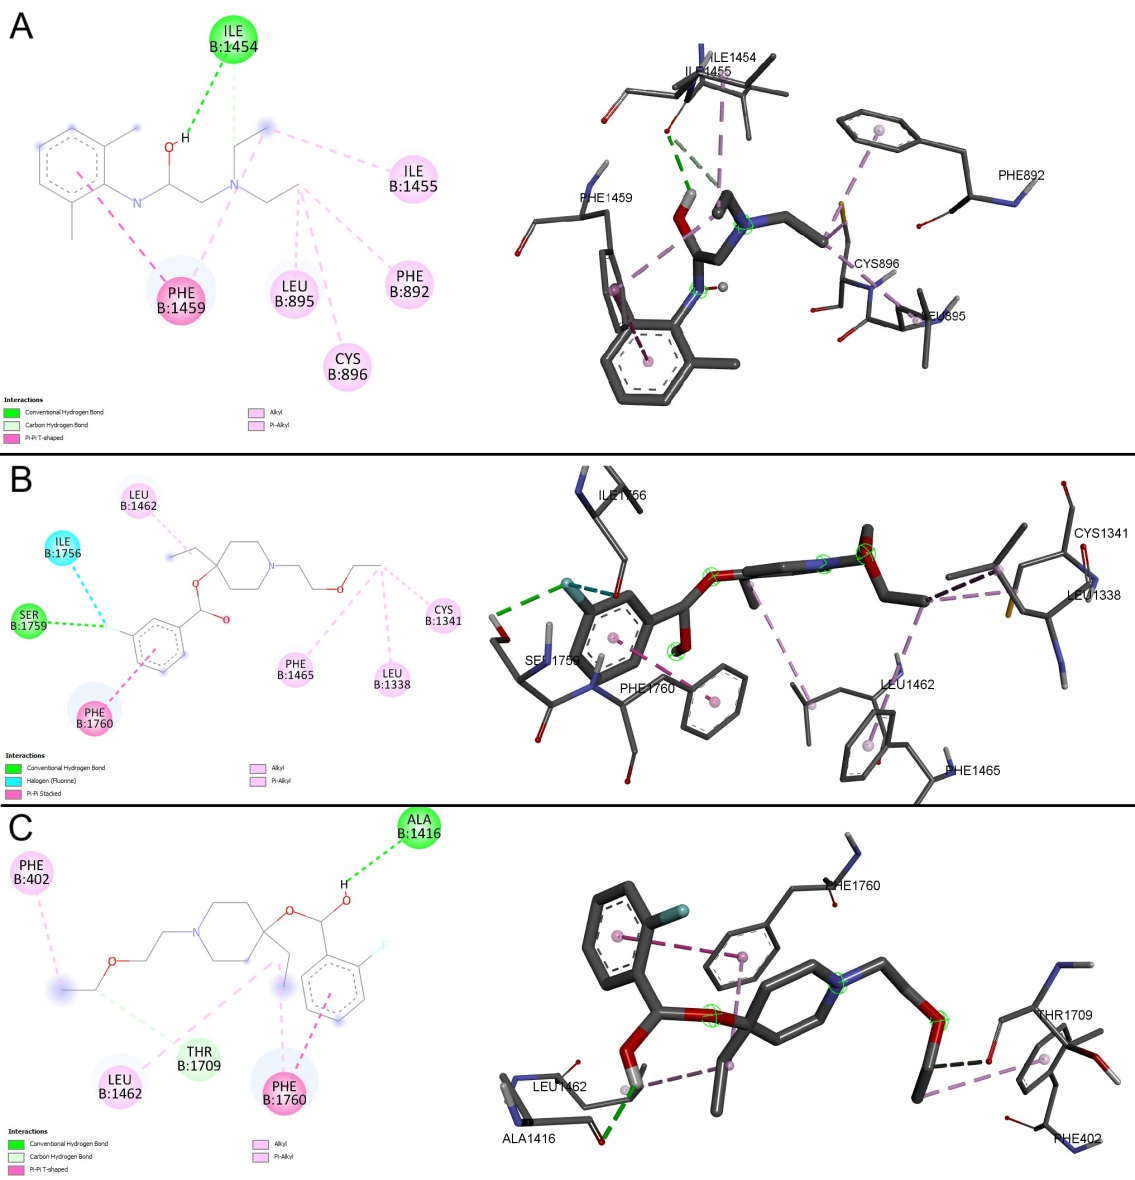 A
ILE
B:1454
H
O
N
N
ILE
B:1455
PHE
B:1459
LEU
B:895
PHE
B:892
CYS
B:896
Interactions
Conventional Hydrogen Bond
Carbon Hydrogen Bond
Pi-Pi T-shaped
Alkyl
Pi-Alkyl
ILE1454
ILE1455
PHE1459
PHE892
CYS896
LEU895
B
LEU
B:1462
ILE
B:1756
SER
B:1759
N
O
O
O
CYS
B:1341
PHE
B:1465
LEU
B:1338
PHE
B:1760
Interactions
Conventional Hydrogen Bond
Halogen (Fluorine)
Pi-Pi Stacked
Alkyl
Pi-Alkyl
ILE1756
CYS1341
LEU1338
SER1759
PHE1760
LEU1462
PHE1465
C
ALA
B:1416
PHE
B:402
H
O
O
N
O
F
THR
B:1709
LEU
B:1462
PHE
B:1760
Interactions
Conventional Hydrogen Bond
Carbon Hydrogen Bond
Pi-Pi T-shaped
Alkyl
Pi-Alkyl
PHE1760
THR1709
LEU1462
ALA1416
PHE402